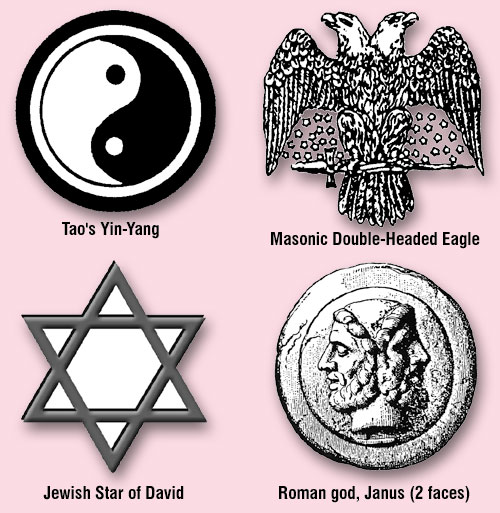 Tao's Yin-Yang
Masonic Double-Headed Eagle
Jewish Star of David
Roman god, Janus (2 faces)